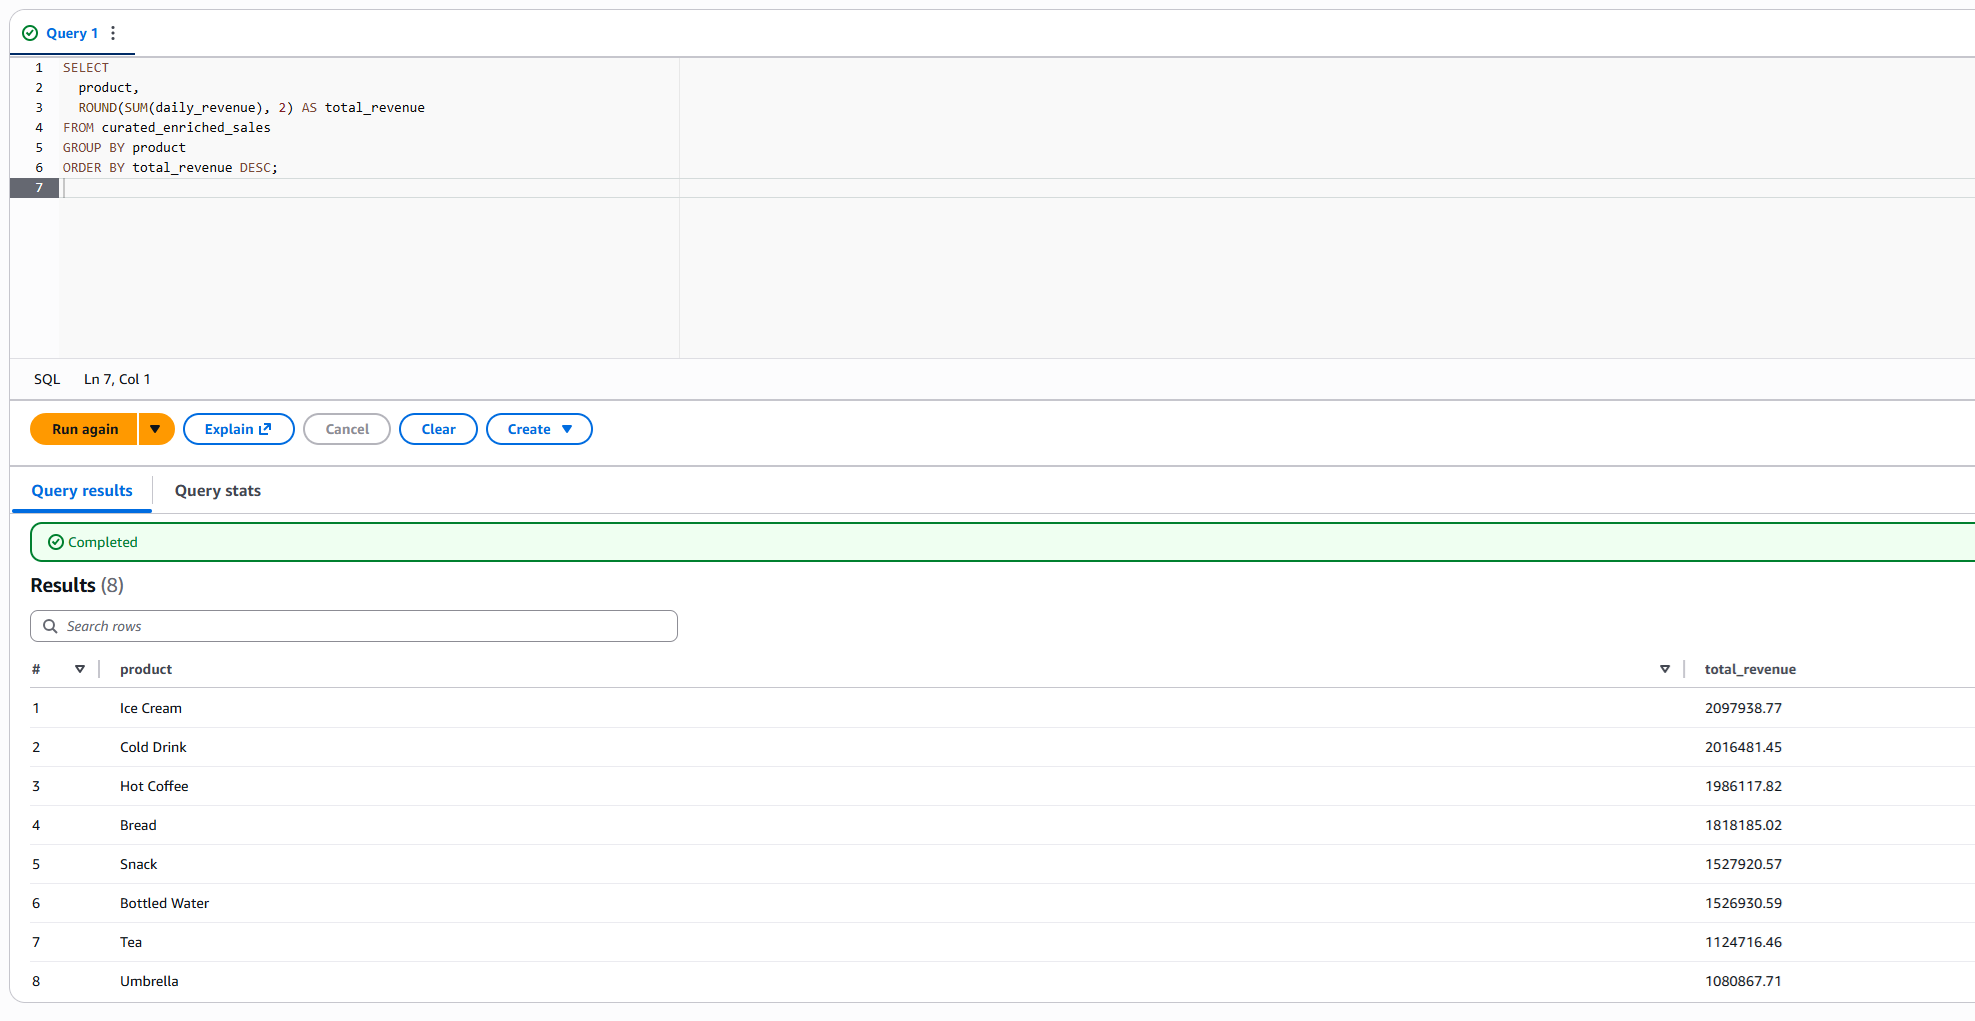 Query 1
1 SELECT
2 product,
3 ROUND(SUM(daily_revenue), 2) AS total_revenue
4 FROM curated_enriched_sales
5 GROUP BY product
6 ORDER BY total_revenue DESC;
7
SQL Ln 7, Col 1
Run again Explain Cancel Clear Create
Query results Query stats
Completed
Results (8)
Search rows
# product total_revenue
1 Ice Cream 2097938.77
2 Cold Drink 2016481.45
3 Hot Coffee 1986117.82
4 Bread 1818185.02
5 Snack 1527920.57
6 Bottled Water 1526930.59
7 Tea 1124716.46
8 Umbrella 1080867.71